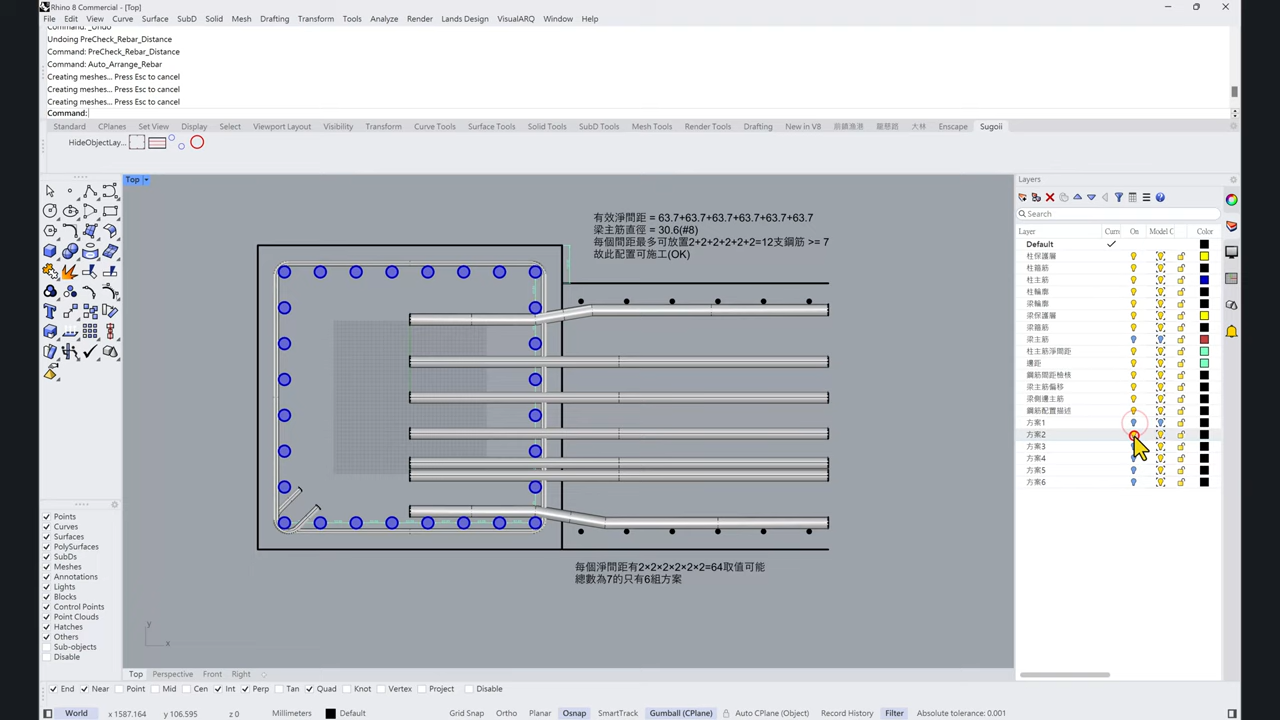 Rhino 8 Commercial - [Top]
File Edit View Curve Surface SubD Solid Mesh Drafting Transform Tools Analyze Render Lands Design VisualARQ Window Help
Command: _Undo
Undoing PreCheck_Rebar_Distance
Command: PreCheck_Rebar_Distance
Command: Auto_Arrange_Rebar
Creating meshes... Press Esc to cancel
Creating meshes... Press Esc to cancel
Creating meshes... Press Esc to cancel
Command:
Standard CPlanes Set View Display Select Viewport Layout Visibility Transform Curve Tools Surface Tools Solid Tools SubD Tools Mesh Tools Render Tools Drafting New in V8 大林 Enscape Sugoii
HideObjectLay...
Top
有效淨間距 = 63.7+63.7+63.7+63.7+63.7+63.7
梁主筋直徑 = 30.6(#8)
每個間距最多可放置2+2+2+2+2+2=12支鋼筋 >= 7
故此配置可施工(OK)
每個淨間距有2×2×2×2×2×2=64取值可能
總數為7的只有6組方案
y
x
Layers
Search
Layer Curre On Model C Color
Default
柱保護層
柱箍筋
柱主筋
柱輪廓
梁輪廓
梁保護層
梁箍筋
梁主筋
柱主筋淨間距
邊距
鋼筋間距檢核
梁主筋偏移
梁側邊主筋
鋼筋配置描述
方案1
方案2
方案3
方案4
方案5
方案6
Points
Curves
Surfaces
PolySurfaces
SubDs
Meshes
Annotations
Lights
Blocks
Control Points
Point Clouds
Hatches
Others
Sub-objects
Disable
Top Perspective Front Right
End Near Point Mid Cen Int Perp Tan Quad Knot Vertex Project Disable
World x 1587.164 y 106.595 z 0 Millimeters Default Grid Snap Ortho Planar Osnap SmartTrack Gumball (CPlane) Auto CPlane (Object) Record History Filter Absolute tolerance: 0.001